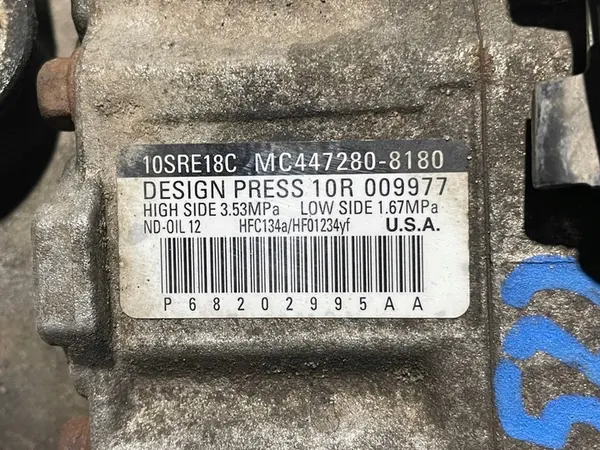 10SRE18C MC447280-8180
DESIGN PRESS 10R 009977
HIGH SIDE 3.53MPa LOW SIDE 1.67MPa
ND-OIL 12 HFC134a/HFO1234yf U.S.A.
P68202995AA